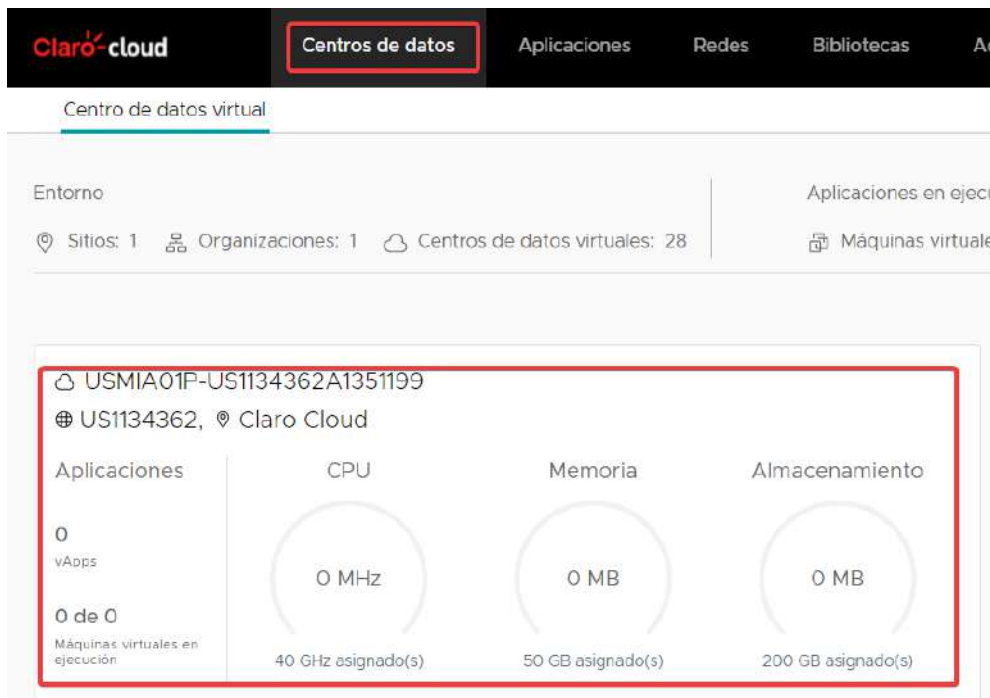 Claro-cloud
Centros de datos
Aplicaciones
Redes
Bibliotecas
Centro de datos virtual
Entorno
Aplicaciones en
Sitios: 1
Organizaciones: 1
Centros de datos virtuales: 28
Máquinas
USMIA01P-US1134362A1351199
US1134362, Claro Cloud
Aplicaciones
CPU
Memoria
Almacenamiento
0
vApps
0 MHz
0 MB
0 MB
0 de 0
Máquinas virtuales en
ejecución
40 GHz asignado(s)
50 GB asignado(s)
200 GB asignado(s)